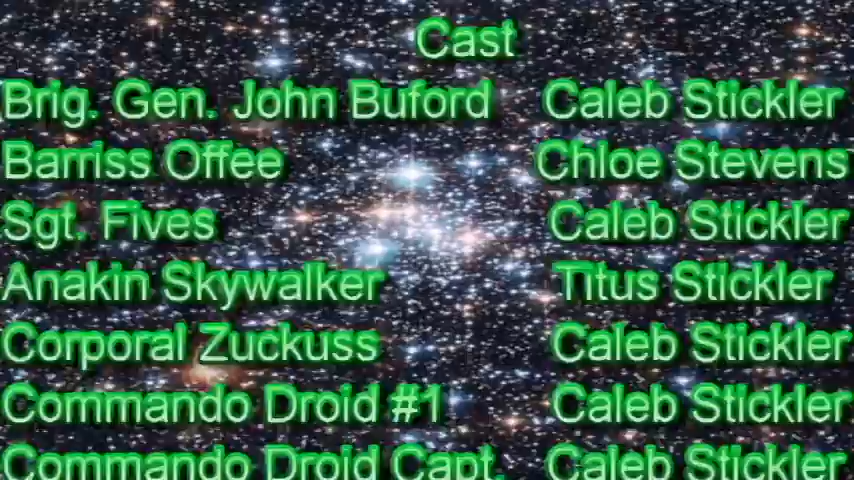 Cast
Brig. Gen. John Buford Caleb Stickler
Barriss Offee Chloe Stevens
Sgt. Fives Caleb Stickler
Anakin Skywalker Titus Stickler
Corporal Zuckuss Caleb Stickler
Commando Droid #1 Caleb Stickler
Commando Droid Capt. Caleb Stickler